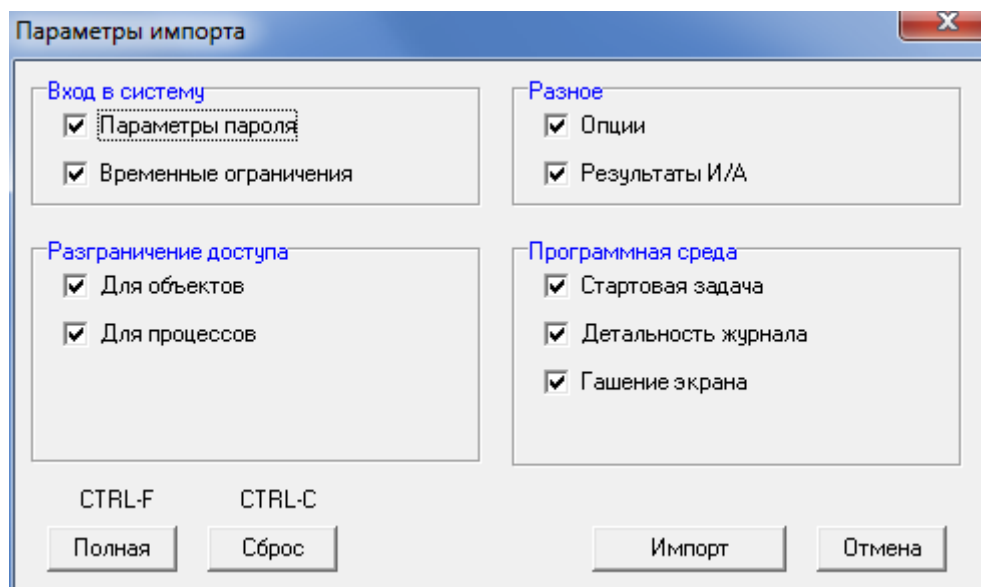 Параметры импорта
Вход в систему
Параметры пароля
Временные ограничения
Разное
Опции
Результаты И/А
Разграничение доступа
Для объектов
Для процессов
Программная среда
Стартовая задача
Детальность журнала
Гашение экрана
CTRL-F CTRL-C
Полная Сброс Импорт Отмена